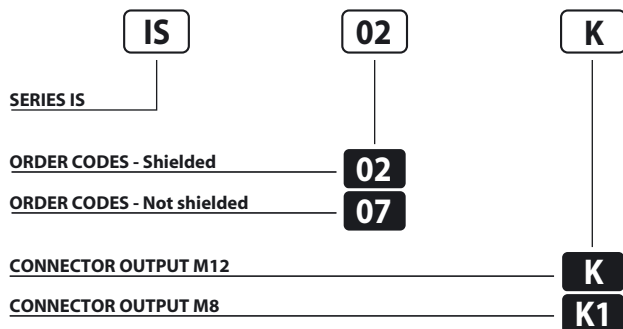 IS 02 K
SERIES IS
ORDER CODES - Shielded 02
ORDER CODES - Not shielded 07
CONNECTOR OUTPUT M12 K
CONNECTOR OUTPUT M8 K1